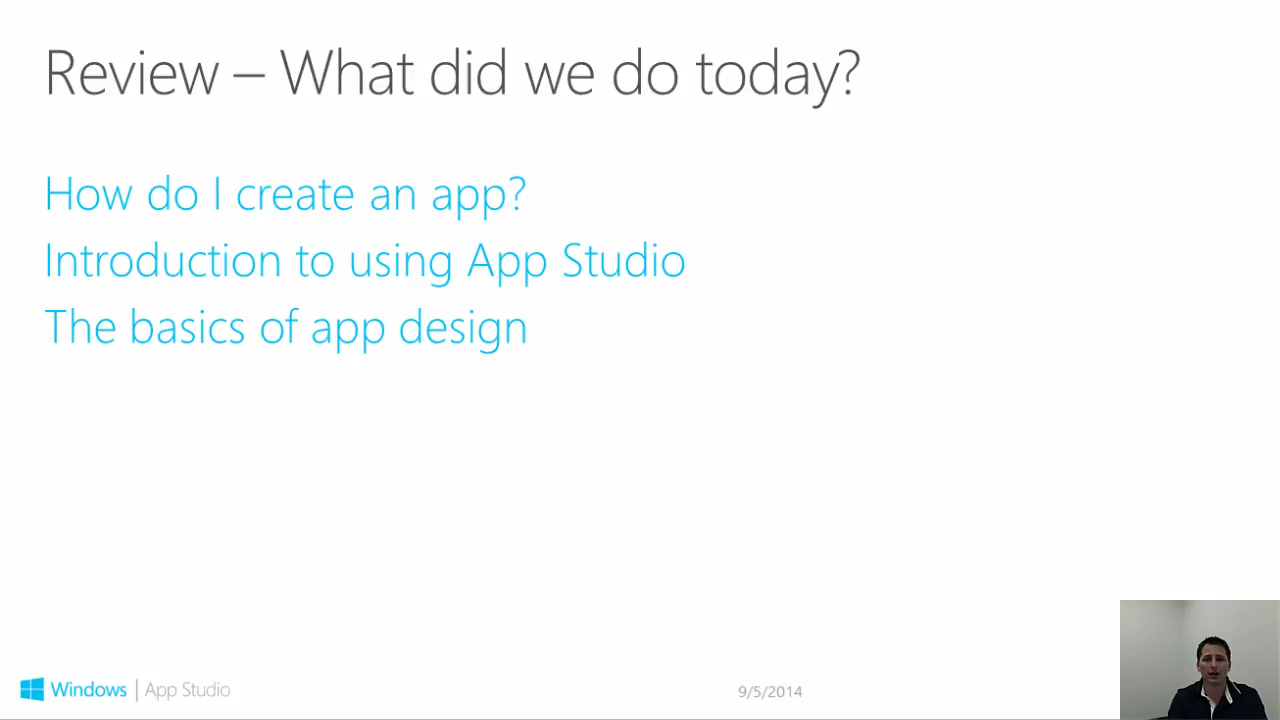 Review – What did we do today?
How do I create an app?
Introduction to using App Studio
The basics of app design
Windows | App Studio
9/5/2014